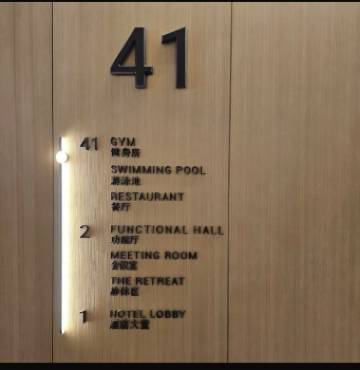 41
41 GYM
健身房
SWIMMING POOL
游泳池
RESTAURANT
餐厅
2 FUNCTIONAL HALL
功能厅
MEETING ROOM
会议室
THE RETREAT
1 HOTEL LOBBY
酒店大堂